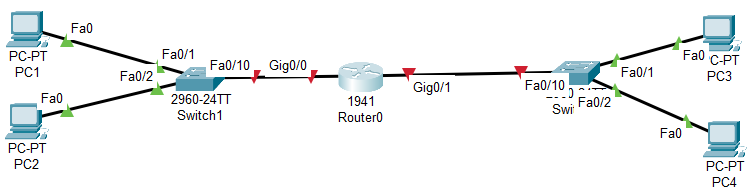 Fa0
PC-PT
PC1
Fa0/1
Fa0/2
Fa0
PC-PT
PC2
Fa0/10
2960-24TT
Switch1
Gig0/0
1941
Router0
Gig0/1
Fa0/10
Fa0/1
Fa0/2
Fa0
PC3
Fa0
PC-PT
PC4